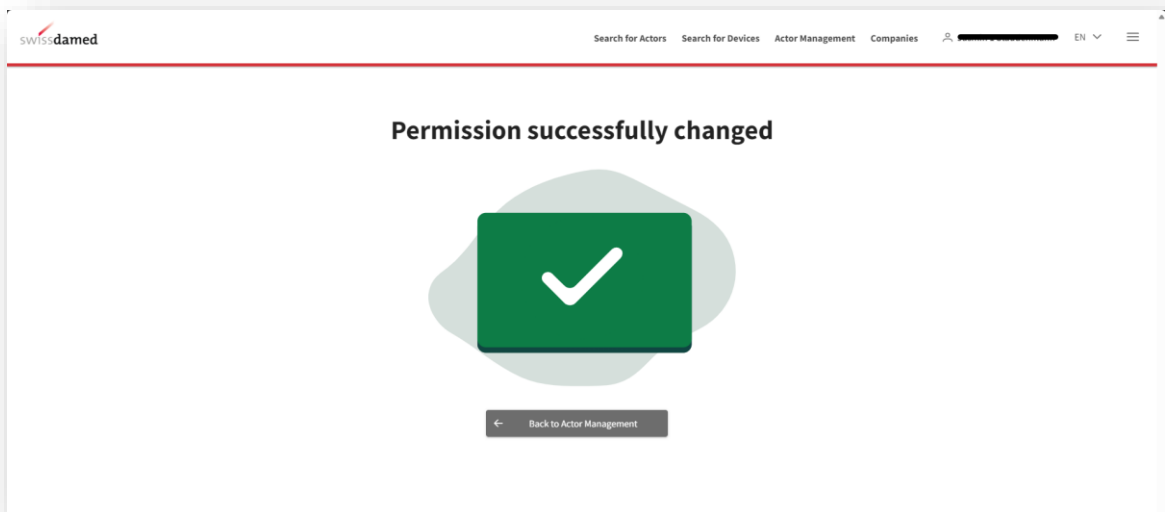 swissdamed
Search for Actors Search for Devices Actor Management Companies EN
Permission successfully changed
Back to Actor Management